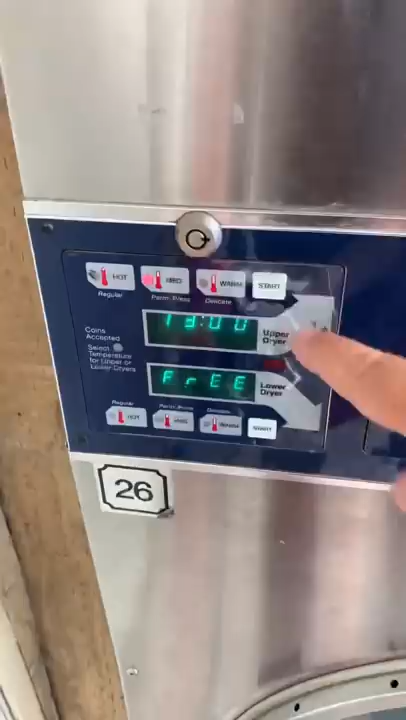 HOT MED WARM START
Regular Perm. Press Delicate
13:00
Upper
Dryer
Coins
Accepted
Select
Temperature
for Upper or
Lower Dryers
FrEE
Lower
Dryer
Regular Perm. Press Delicate
HOT MED WARM START
26